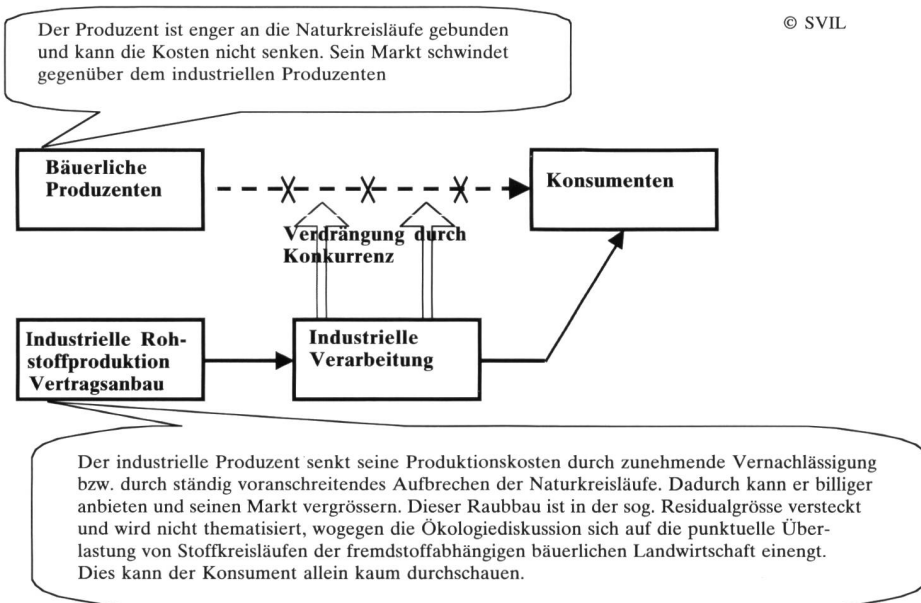 Der Produzent ist enger an die Naturkreisläufe gebunden
und kann die Kosten nicht senken. Sein Markt schwindet
gegenüber dem industriellen Produzenten
© SVIL
Bäuerliche
Produzenten
Konsumenten
Verdrängung durch
Konkurrenz
Industrielle Roh-
stoffproduktion
Vertragsanbau
Industrielle
Verarbeitung
Der industrielle Produzent senkt seine Produktionskosten durch zunehmende Vernachlässigung
bzw. durch ständig voranschreitendes Aufbrechen der Naturkreisläufe. Dadurch kann er billiger
anbieten und seinen Markt vergrössern. Dieser Raubbau ist in der sog. Residualgrösse versteckt
und wird nicht thematisiert, wogegen die Ökologiediskussion sich auf die punktuelle Über-
lastung von Stoffkreisläufen der fremdstoffabhängigen bäuerlichen Landwirtschaft einengt.
Dies kann der Konsument allein kaum durchschauen.